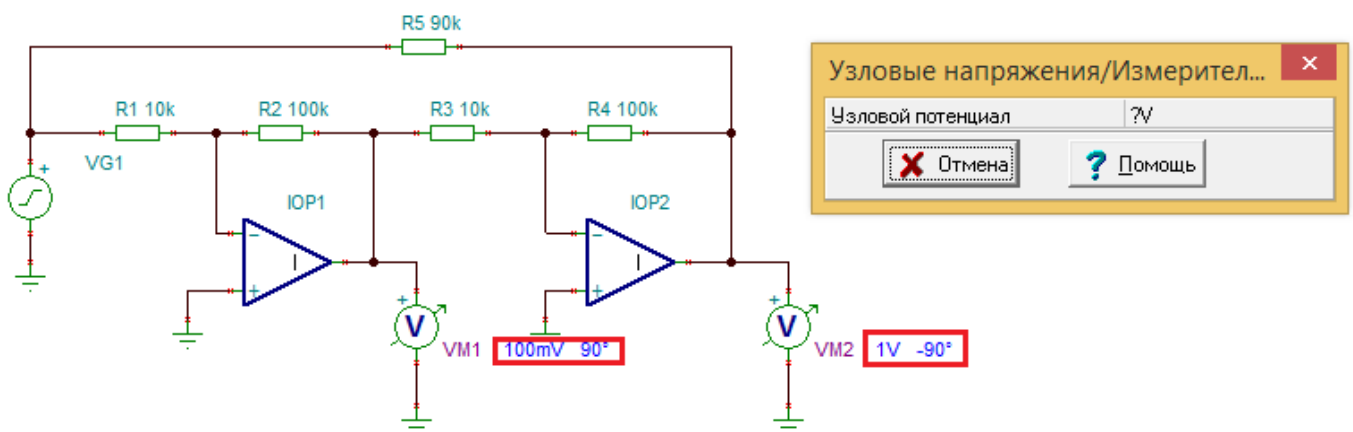 R5 90k
R1 10k
R2 100k
R3 10k
R4 100k
VG1
+
IOP1
IOP2
−
+
I
−
+
I
+
V
VM1
100mV 90°
+
V
VM2
1V -90°
Узловые напряжения/Измерител...
Узловой потенциал ?V
Отмена
? Помощь